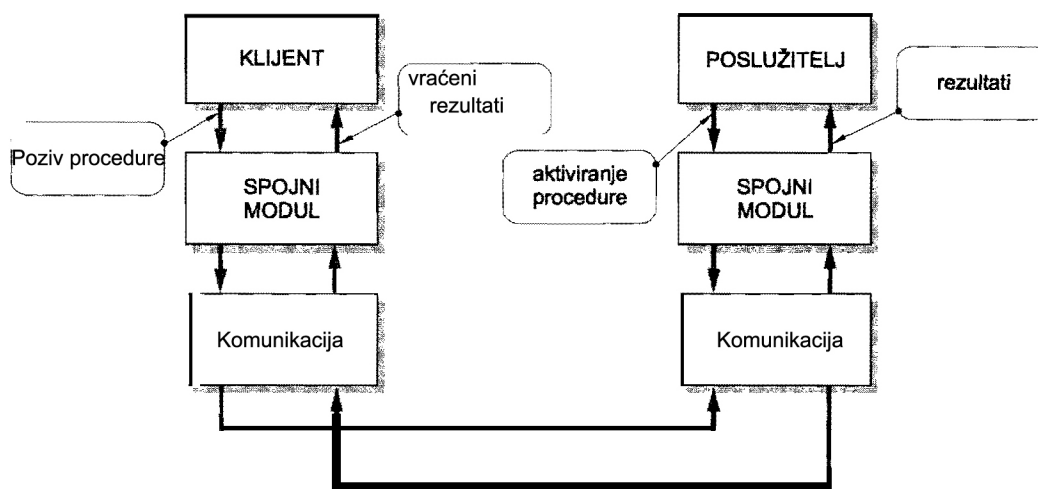 KLIJENT
vraćeni
rezultati
Poziv procedure
SPOJNI
MODUL
Komunikacija
POSLUŽITELJ
rezultati
aktiviranje
procedure
SPOJNI
MODUL
Komunikacija